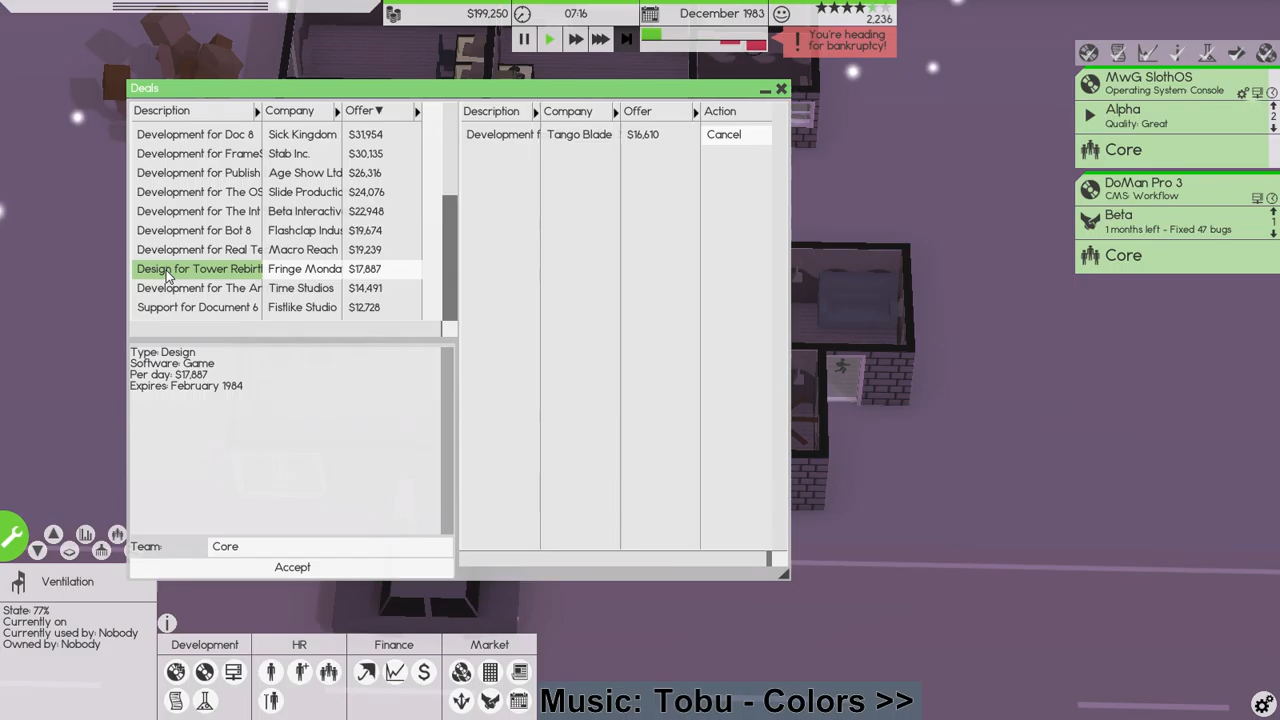 $199,250
07:16
December 1983
2,236
You're heading
for bankruptcy!
Deals
Description Company Offer▼
Development for Doc 8 Sick Kingdom $31,954
Development for FrameS Stab Inc. $30,135
Development for Publish Age Show Ltd $26,316
Development for The OS Slide Productic $24,076
Development for The Int Beta Interactiv $22,948
Development for Bot 8 Flashclap Indus $19,674
Development for Real Te Macro Reach $19,239
Design for Tower Rebirt Fringe Monda $17,887
Development for The Ar Time Studios $14,491
Support for Document 6 Fistlike Studio $12,728
Description Company Offer Action
Development f Tango Blade $16,610 Cancel
Type: Design
Software: Game
Per day: $17,887
Expires: February 1984
Team: Core
Accept
MwG SlothOS
Operating System: Console
Alpha
Quality: Great
2
Core
DoMan Pro 3
CMS: Workflow
Beta
1 months left - Fixed 47 bugs
1
Core
Ventilation
State: 77%
Currently on
Currently used by: Nobody
Owned by: Nobody
Development HR Finance Market
Music: Tobu - Colors >>